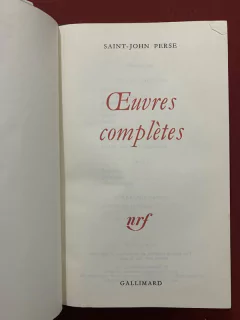 SAINT-JOHN PERSE
Œuvres
complètes
nrf
GALLIMARD